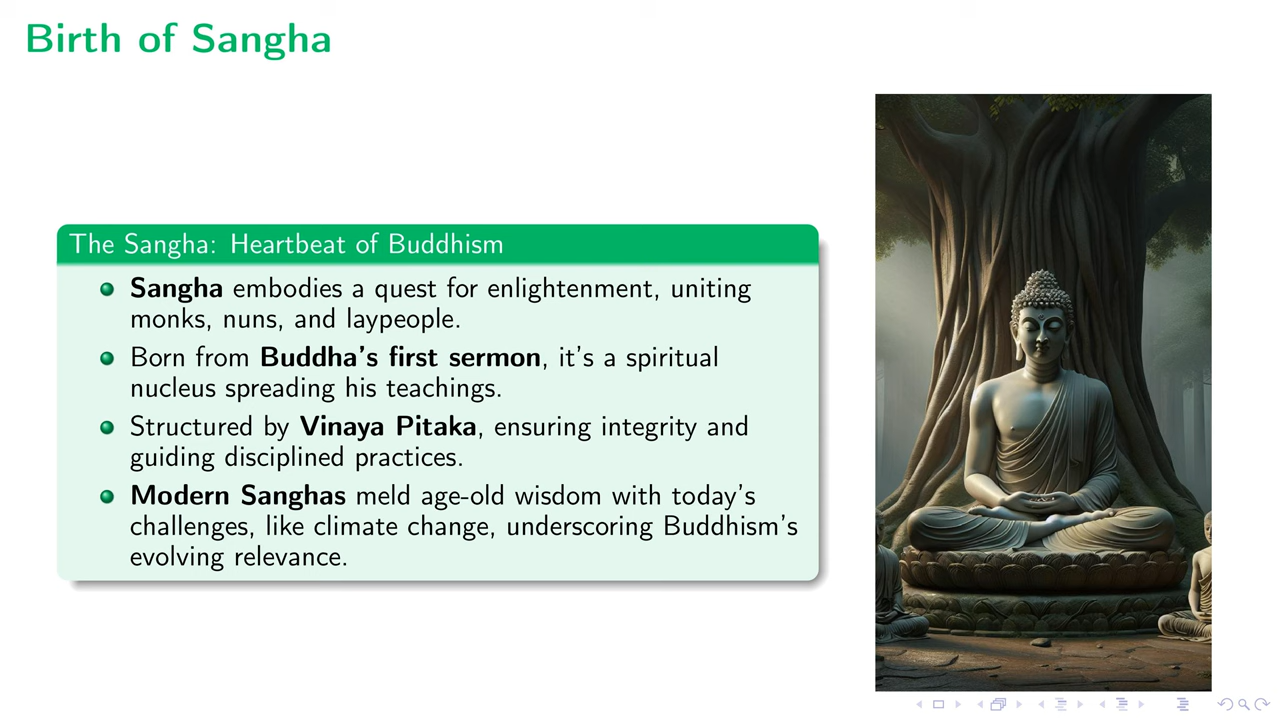 Birth of Sangha
The Sangha: Heartbeat of Buddhism
Sangha embodies a quest for enlightenment, uniting
monks, nuns, and laypeople.
Born from Buddha's first sermon, it's a spiritual
nucleus spreading his teachings.
Structured by Vinaya Pitaka, ensuring integrity and
guiding disciplined practices.
Modern Sanghas meld age-old wisdom with today's
challenges, like climate change, underscoring Buddhism's
evolving relevance.